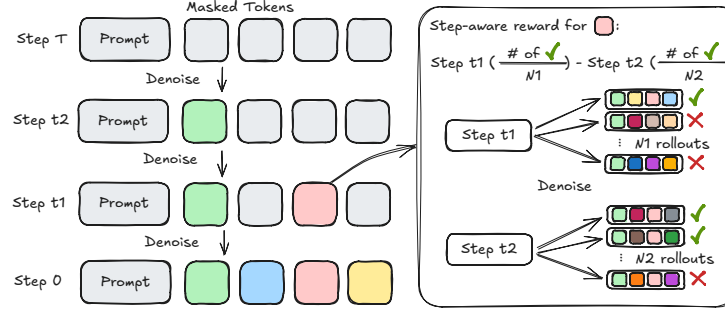 Masked Tokens
Step T
Prompt
Denoise
Step t2
Prompt
Denoise
Step t1
Prompt
Denoise
Step 0
Prompt
Step-aware reward for :
Step t1 ( # of ✓ / N1 ) - Step t2 ( # of ✓ / N2
Step t1
N1 rollouts
Denoise
Step t2
N2 rollouts